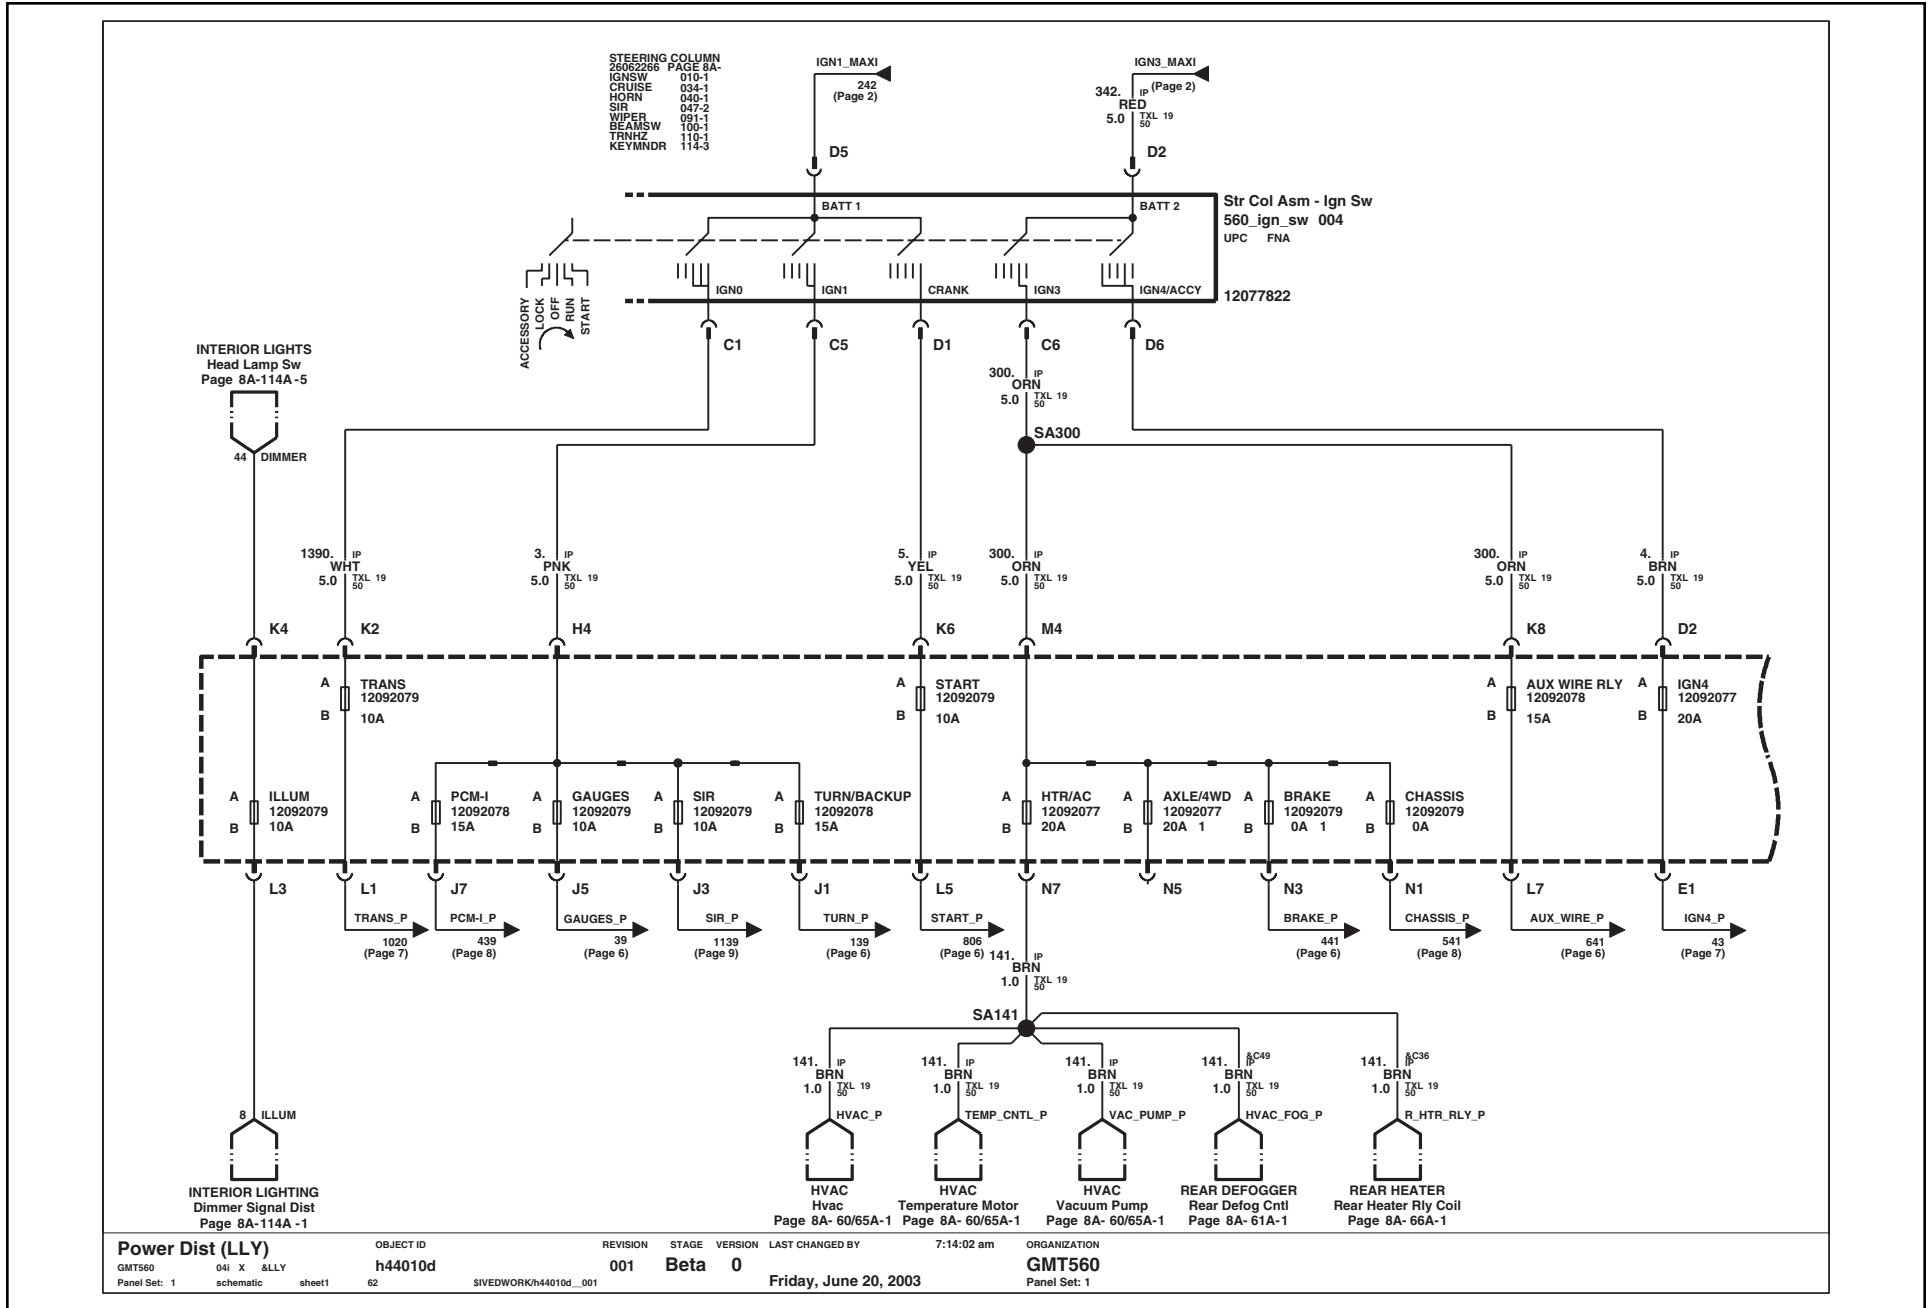 STEERING COLUMN
26062266 PAGE 8A-
IGNSW 010-1
CRUISE 034-1
HORN 040-1
SIR 047-2
WIPER 091-1
BEAMSW 100-1
TRNHZ 110-1
KEYMNDR 114-3
IGN1_MAXI
242
(Page 2)
IGN3_MAXI
(Page 2)
342. IP
RED
5.0 TXL 19
50
D5
D2
BATT 1
BATT 2
Str Col Asm - Ign Sw
560_ign_sw 004
UPC FNA
12077822
ACCESSORY
LOCK
OFF
RUN
START
IGN0
IGN1
CRANK
IGN3
IGN4/ACCY
C1
C5
D1
C6
D6
INTERIOR LIGHTS
Head Lamp Sw
Page 8A-114A-5
44 DIMMER
300. IP
ORN
5.0 TXL 19
50
SA300
1390. IP
WHT
5.0 TXL 19
50
3. IP
PNK
5.0 TXL 19
50
5. IP
YEL
5.0 TXL 19
50
300. IP
ORN
5.0 TXL 19
50
300. IP
ORN
5.0 TXL 19
50
4. IP
BRN
5.0 TXL 19
50
K4
K2
H4
K6
M4
K8
D2
A
B
TRANS
12092079
10A
A
B
START
12092079
10A
A
B
AUX WIRE RLY
12092078
15A
A
B
IGN4
12092077
20A
A
B
ILLUM
12092079
10A
A
B
PCM-I
12092078
15A
A
B
GAUGES
12092079
10A
A
B
SIR
12092079
10A
A
B
TURN/BACKUP
12092078
15A
A
B
HTR/AC
12092077
20A
A
B
AXLE/4WD
12092077
20A 1
A
B
BRAKE
12092079
0A 1
A
B
CHASSIS
12092079
0A
L3
L1
J7
J5
J3
J1
L5
N7
N5
N3
N1
L7
E1
TRANS_P
1020
(Page 7)
PCM-I_P
439
(Page 8)
GAUGES_P
39
(Page 6)
SIR_P
1139
(Page 9)
TURN_P
139
(Page 6)
START_P
806
(Page 6)
BRAKE_P
441
(Page 6)
CHASSIS_P
541
(Page 8)
AUX_WIRE_P
641
(Page 6)
IGN4_P
43
(Page 7)
141. IP
BRN
1.0 TXL 19
50
SA141
141. IP
BRN
1.0 TXL 19
50
HVAC_P
141. IP
BRN
1.0 TXL 19
50
TEMP_CNTL_P
141. IP
BRN
1.0 TXL 19
50
VAC_PUMP_P
&C49
141. IP
BRN
1.0 TXL 19
50
HVAC_FOG_P
&C36
141. IP
BRN
1.0 TXL 19
50
R_HTR_RLY_P
8 ILLUM
INTERIOR LIGHTING
Dimmer Signal Dist
Page 8A-114A -1
HVAC
Hvac
Page 8A- 60/65A-1
HVAC
Temperature Motor
Page 8A- 60/65A-1
HVAC
Vacuum Pump
Page 8A- 60/65A-1
REAR DEFOGGER
Rear Defog Cntl
Page 8A- 61A-1
REAR HEATER
Rear Heater Rly Coil
Page 8A- 66A-1
Power Dist (LLY)
GMT560 04i X &LLY
Panel Set: 1 schematic sheet1 62 $IVEDWORK/h44010d__001
OBJECT ID
h44010d
REVISION
001
STAGE
Beta
VERSION
0
LAST CHANGED BY 7:14:02 am
Friday, June 20, 2003
ORGANIZATION
GMT560
Panel Set: 1